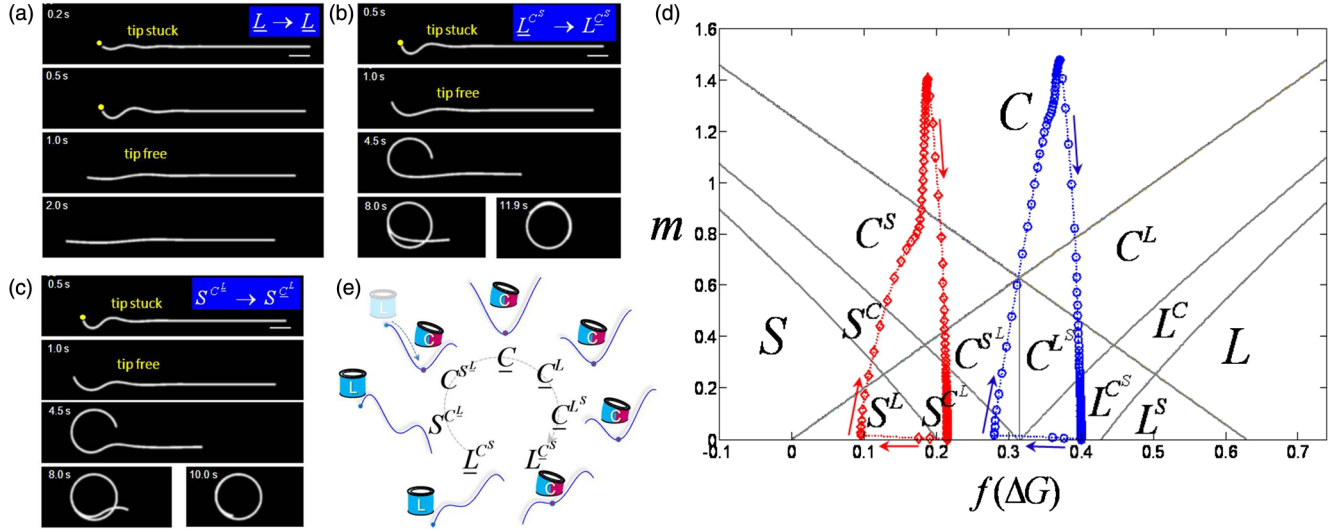 (a)
0.2 s
tip stuck
L → L
0.5 s
1.0 s
tip free
2.0 s
(b)
0.5 s
tip stuck
L^{C^S} → L^{C^S}
1.0 s
tip free
4.5 s
8.0 s
11.9 s
(c)
0.5 s
tip stuck
S^{C^L} → S^{C^L}
1.0 s
tip free
4.5 s
8.0 s
10.0 s
(e)
L
C
C
C
C
C
L
L
C
C^L
C^{L^S}
L^{C^S}
L^{C^S}
S^{C^L}
C^{S^L}
(d)
1.6
1.4
1.2
1
0.8
0.6
0.4
0.2
0
m
C
C^S
C^L
S
S^C
C^{S^L}
C^{L^S}
L^C
L
S^L
S^{C^L}
L^{C^S}
L^S
-0.1
0
0.1
0.2
0.3
0.4
0.5
0.6
0.7
f(ΔG)